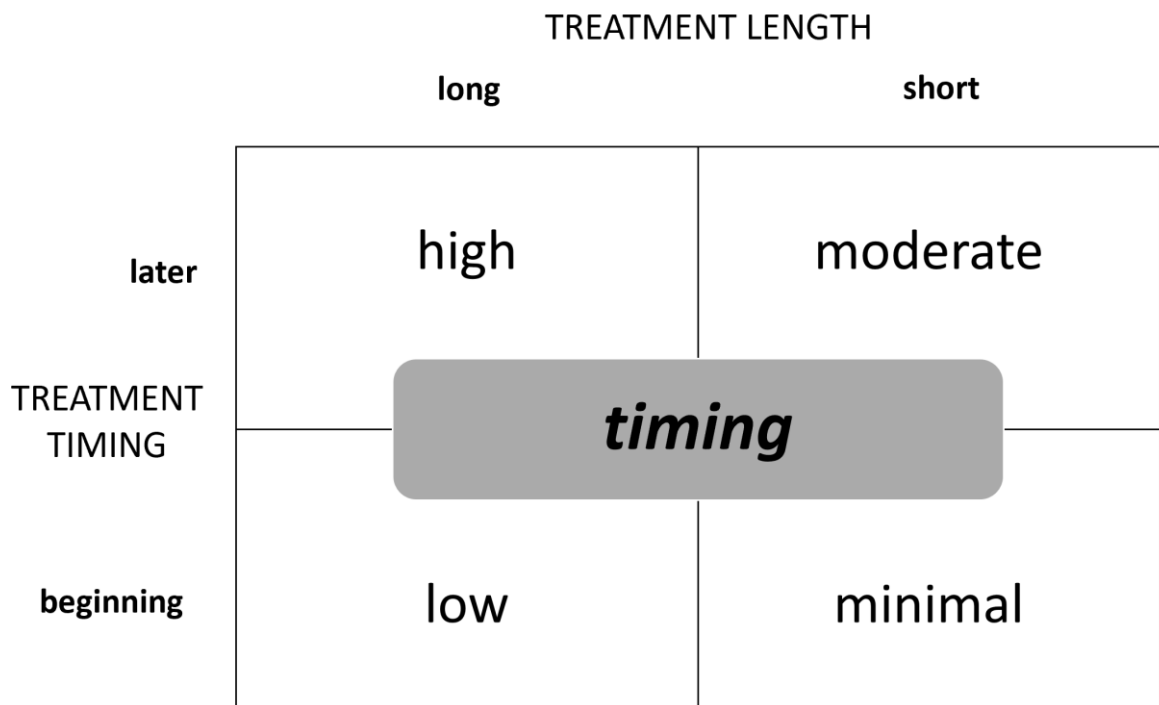 TREATMENT LENGTH
long short
later high moderate
TREATMENT
TIMING
timing
beginning low minimal